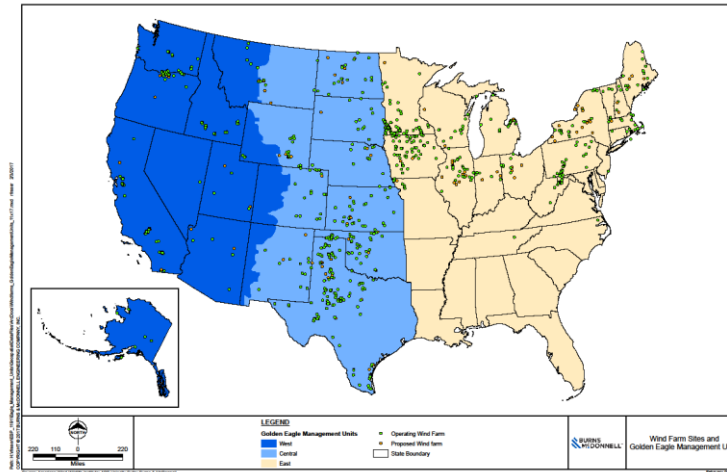 LEGEND
Golden Eagle Management Units
West
Central
East
Operating Wind Farm
Proposed Wind farm
State Boundary
NORTH
220 0 220
Miles
BURNS
MCDONNELL
Wind Farm Sites and
Golden Eagle Management Units